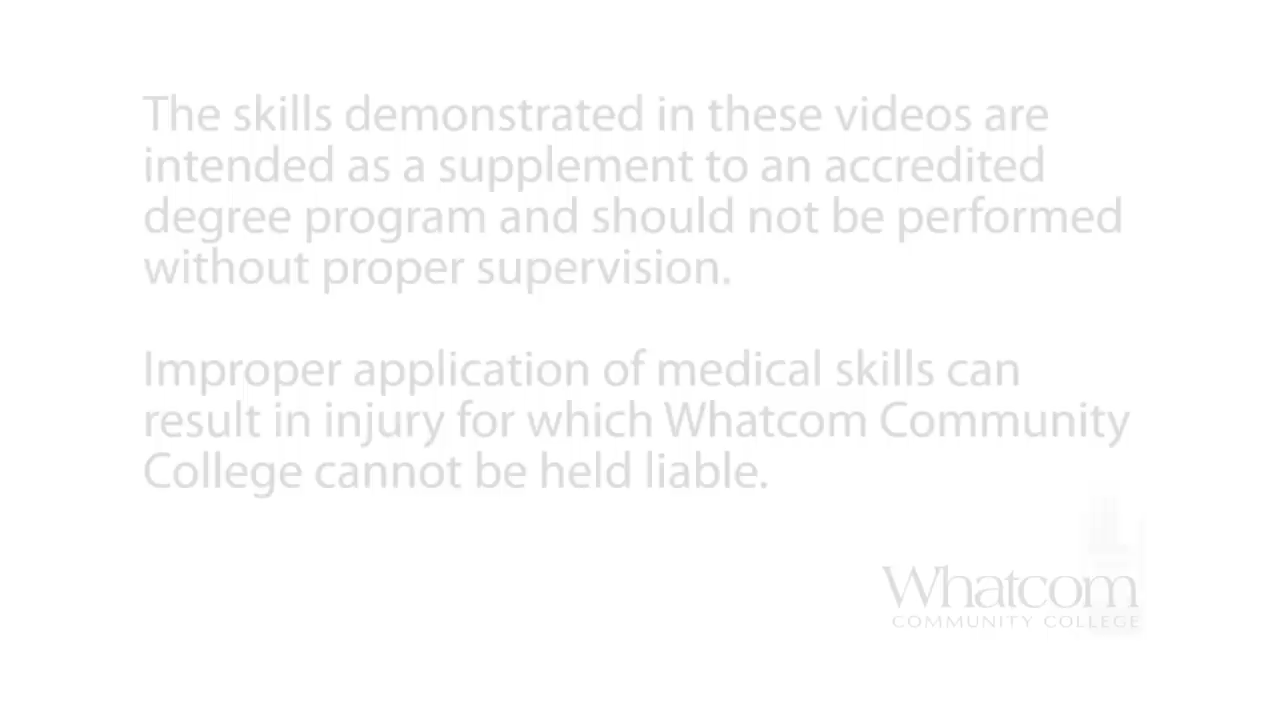 The skills demonstrated in these videos are
intended as a supplement to an accredited
degree program and should not be performed
without proper supervision.
Improper application of medical skills can
result in injury for which Whatcom Community
College cannot be held liable.
Whatcom
COMMUNITY COLLEGE